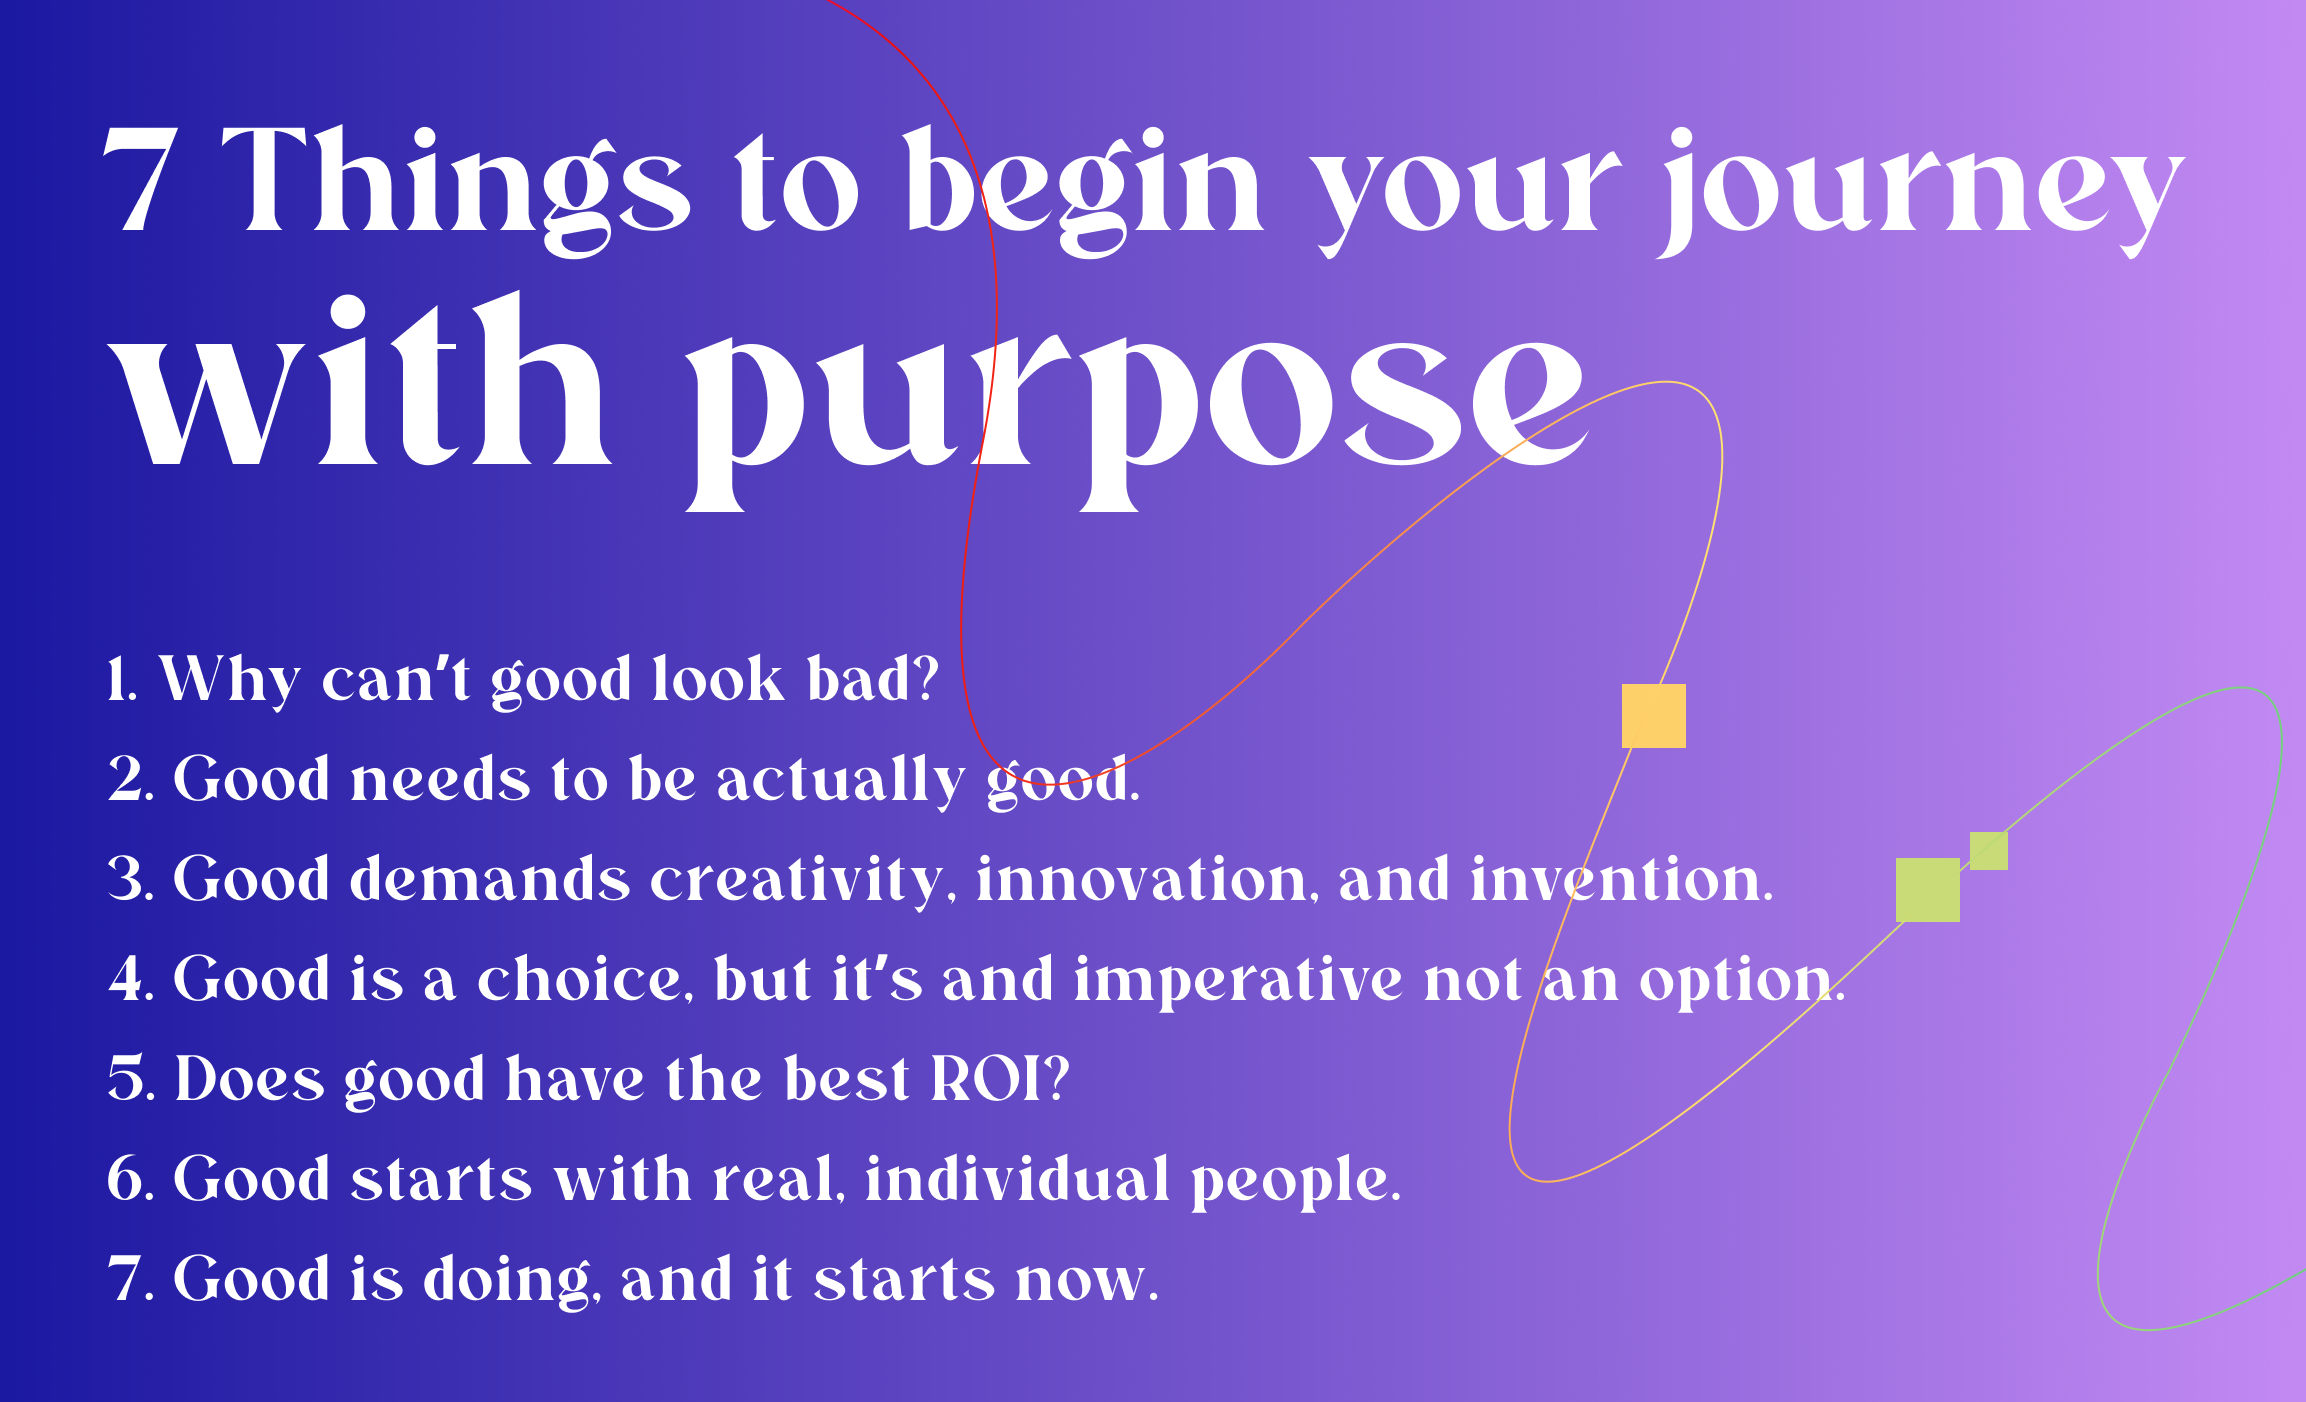 7 Things to begin your journey
with purpose
1. Why can't good look bad?
2. Good needs to be actually good.
3. Good demands creativity, innovation, and invention.
4. Good is a choice, but it's and imperative not an option.
5. Does good have the best ROI?
6. Good starts with real, individual people.
7. Good is doing, and it starts now.